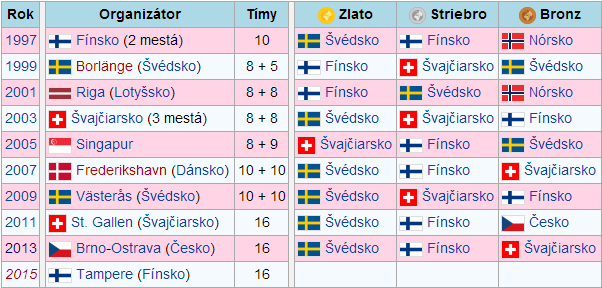 Rok Organizátor Tímy Zlato Striebro Bronz
1997 Fínsko (2 mestá) 10 Švédsko Fínsko Nórsko
1999 Borlänge (Švédsko) 8 + 5 Fínsko Švajčiarsko Švédsko
2001 Riga (Lotyšsko) 8 + 8 Fínsko Švédsko Nórsko
2003 Švajčiarsko (3 mestá) 8 + 8 Švédsko Švajčiarsko Fínsko
2005 Singapur 8 + 9 Švajčiarsko Fínsko Švédsko
2007 Frederikshavn (Dánsko) 10 + 10 Švédsko Fínsko Švajčiarsko
2009 Västerås (Švédsko) 10 + 10 Švédsko Švajčiarsko Fínsko
2011 St. Gallen (Švajčiarsko) 16 Švédsko Fínsko Česko
2013 Brno-Ostrava (Česko) 16 Švédsko Fínsko Švajčiarsko
2015 Tampere (Fínsko) 16